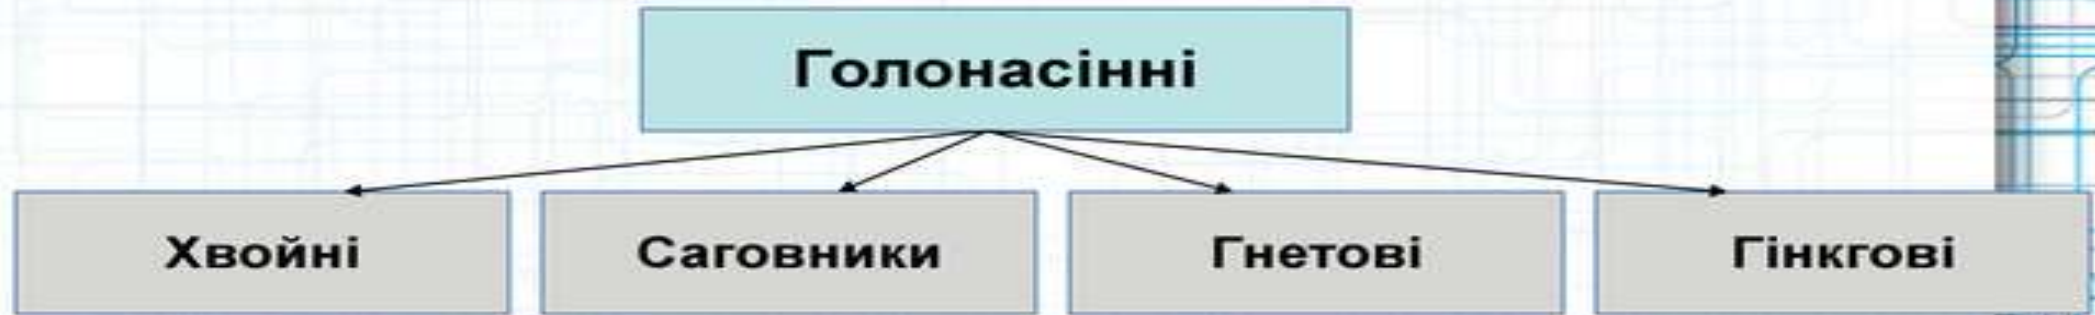 Голонасінні
Хвойні
Саговники
Гнетові
Гінкгові